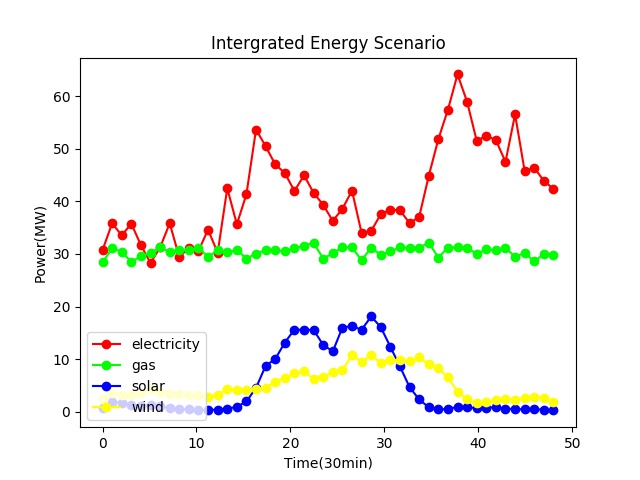 Intergrated Energy Scenario
Power(MW)
60
50
40
30
20
10
0
electricity
gas
solar
wind
0 10 20 30 40 50
Time(30min)